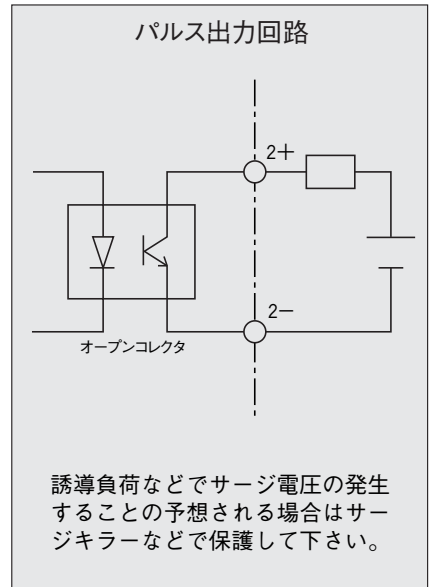 パルス出力回路
2＋
2－
オープンコレクタ
誘導負荷などでサージ電圧の発生
することの予想される場合はサー
ジキラーなどで保護して下さい。